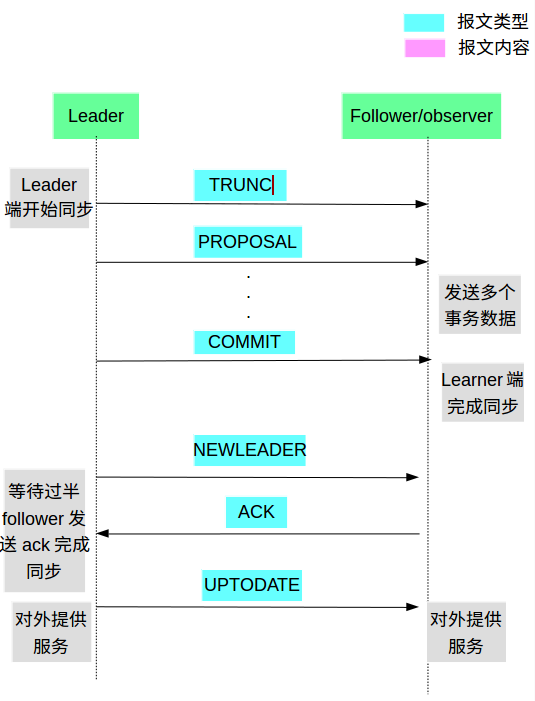 报文类型
报文内容
Leader
Follower/observer
Leader
端开始同步
TRUNC
PROPOSAL
.
.
.
发送多个
事务数据
COMMIT
Learner 端
完成同步
NEWLEADER
等待过半
follower 发
送 ack 完成
同步
ACK
UPTODATE
对外提供
服务
对外提供
服务